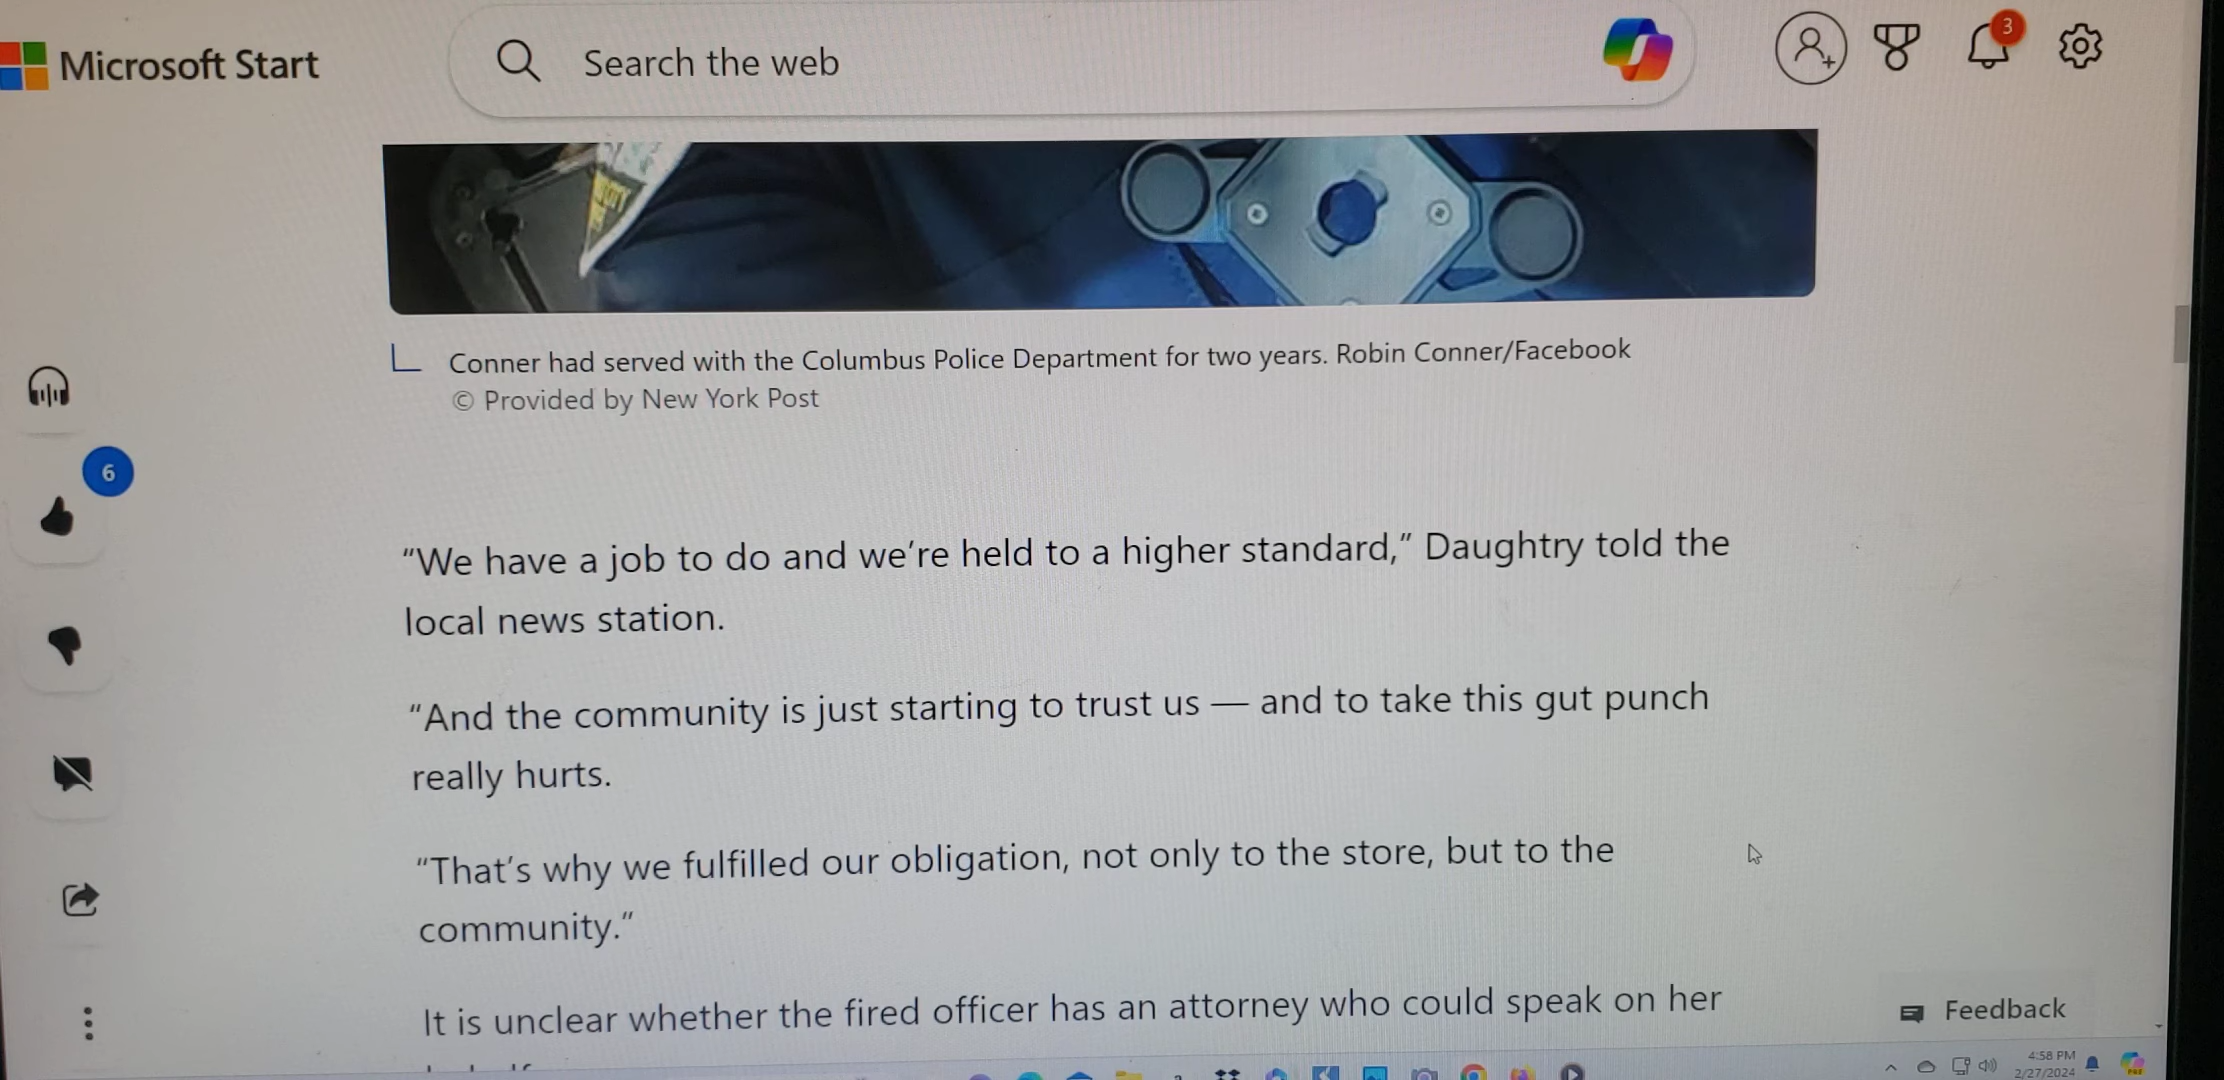 Microsoft Start
Search the web
3
Conner had served with the Columbus Police Department for two years. Robin Conner/Facebook
© Provided by New York Post
6
“We have a job to do and we’re held to a higher standard,” Daughtry told the
local news station.
“And the community is just starting to trust us — and to take this gut punch
really hurts.
“That’s why we fulfilled our obligation, not only to the store, but to the
community.”
It is unclear whether the fired officer has an attorney who could speak on her
Feedback
4:58 PM
2/27/2024